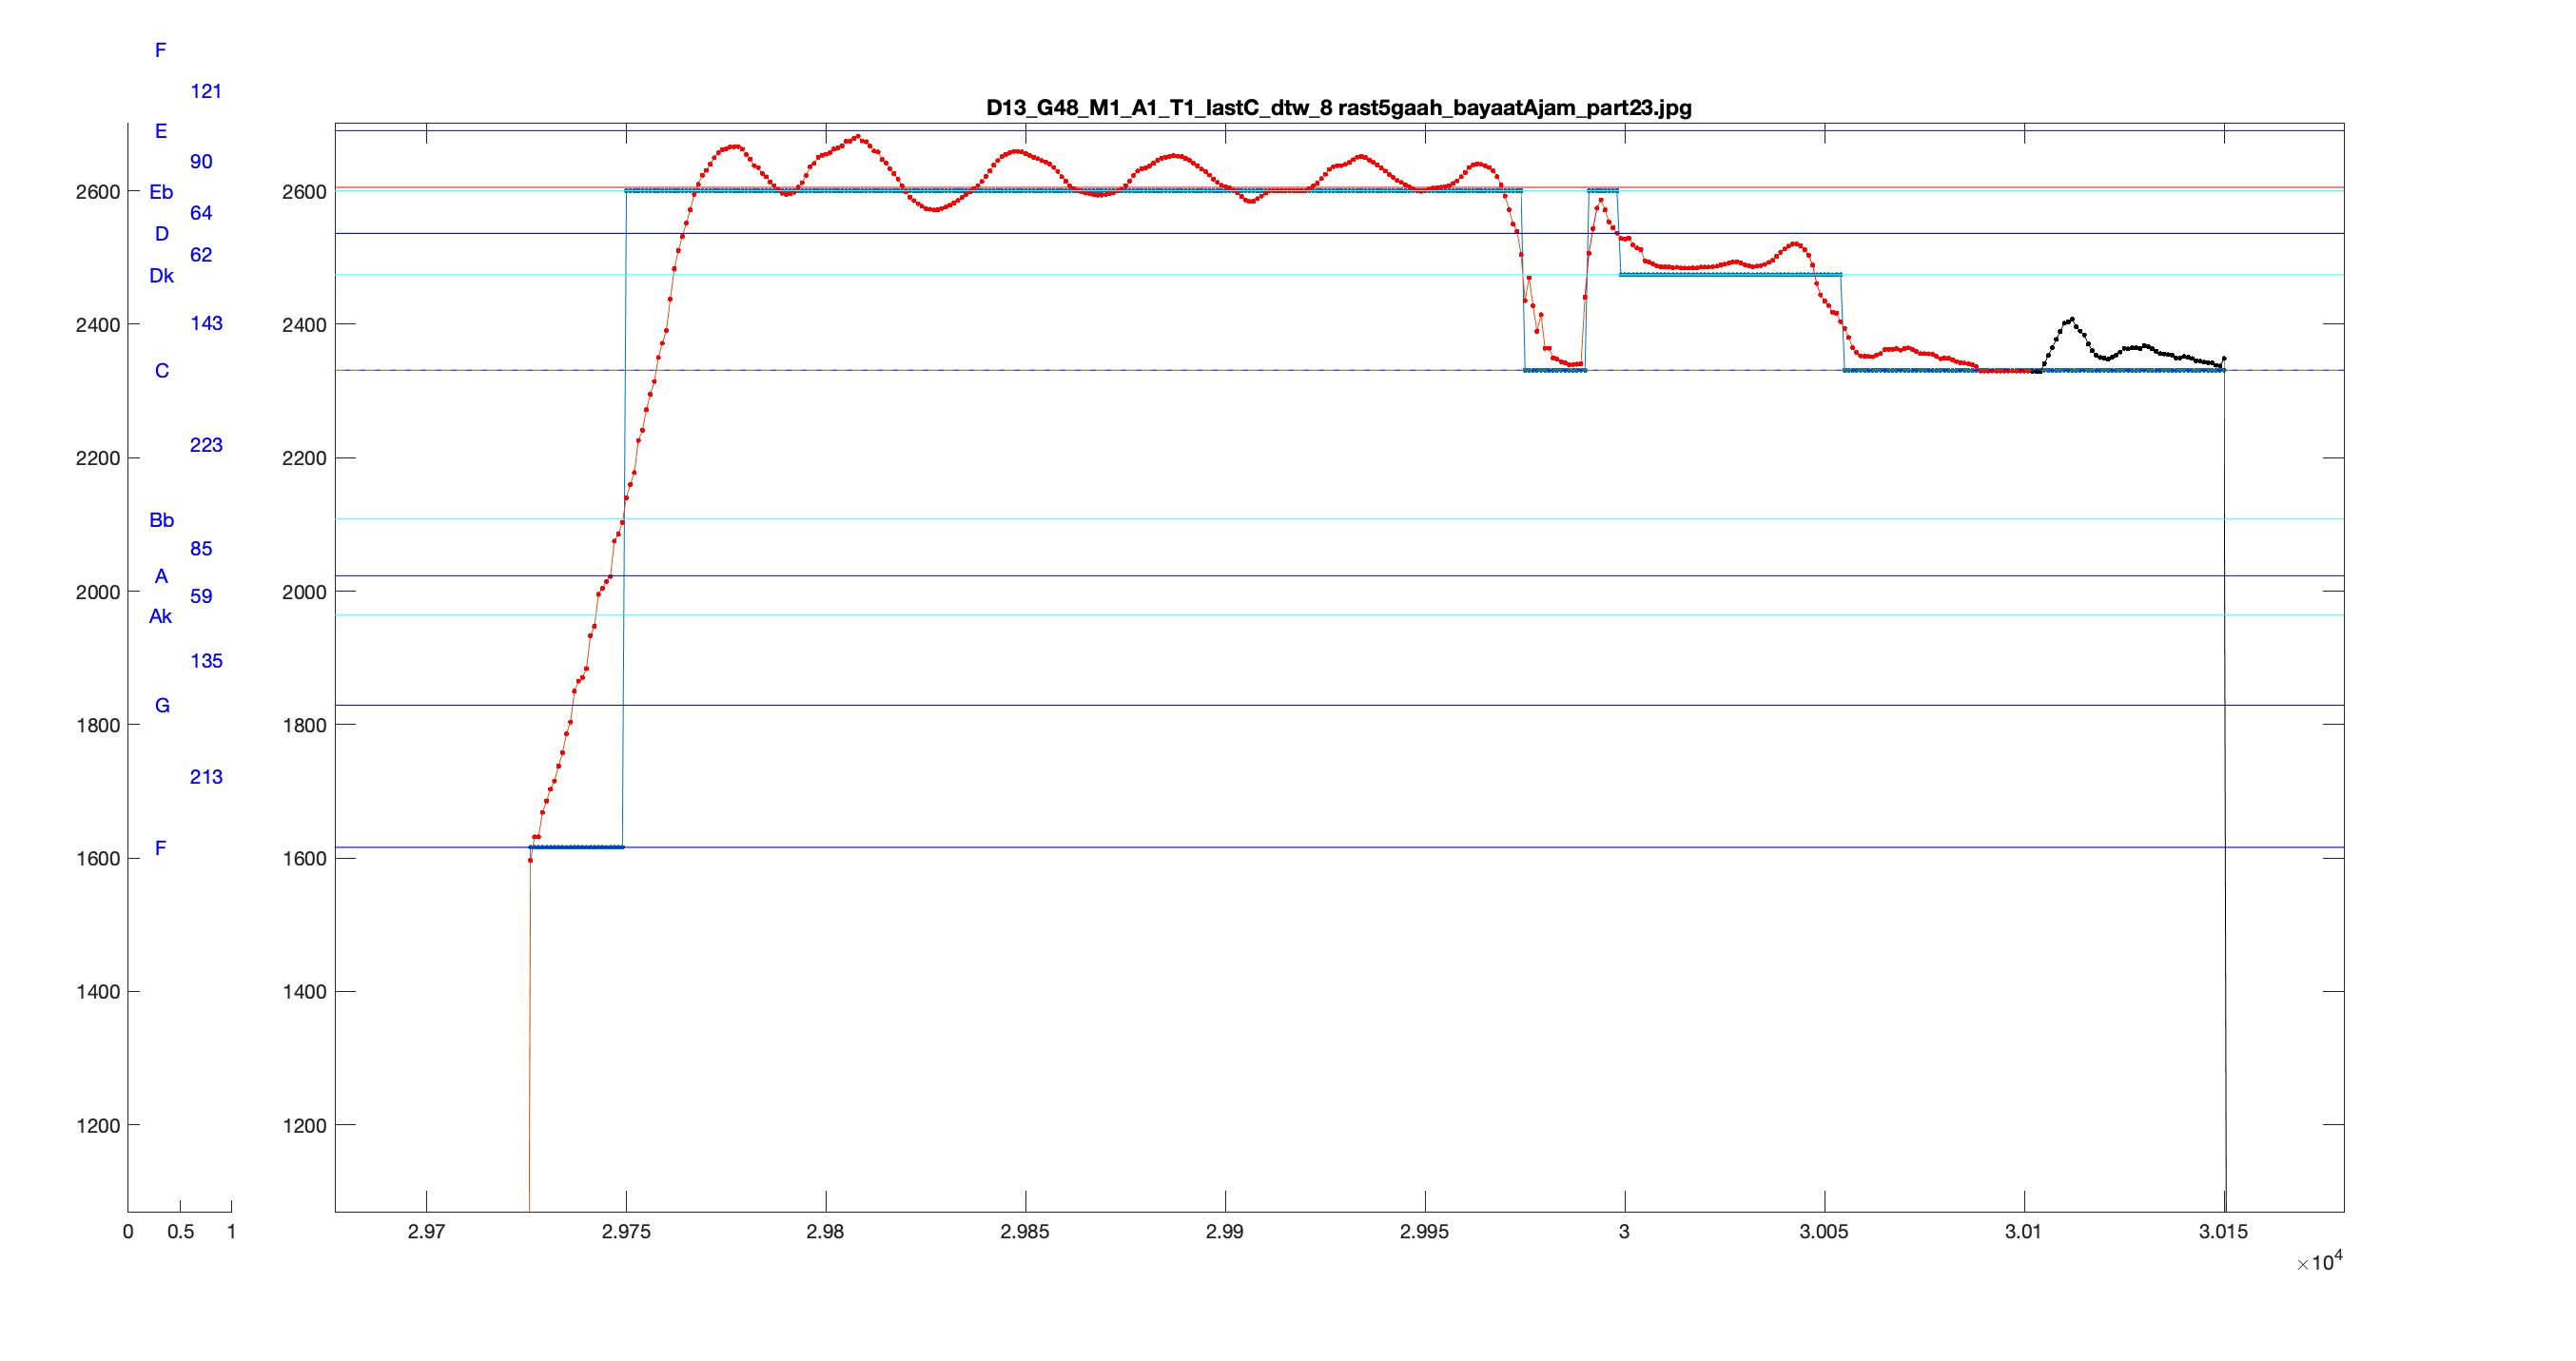 F
121
D13_G48_M1_A1_T1_lastC_dtw_8 rast5gaah_bayaatAjam_part23.jpg
E
90
2600 Eb 2600
64
D
62
Dk
143
2400 2400
C
223
2200 2200
Bb
85
A
2000 59 2000
Ak
135
G
1800 1800
213
F
1600 1600
1400 1400
1200 1200
0 0.5 1 2.97 2.975 2.98 2.985 2.99 2.995 3 3.005 3.01 3.015
×10⁴